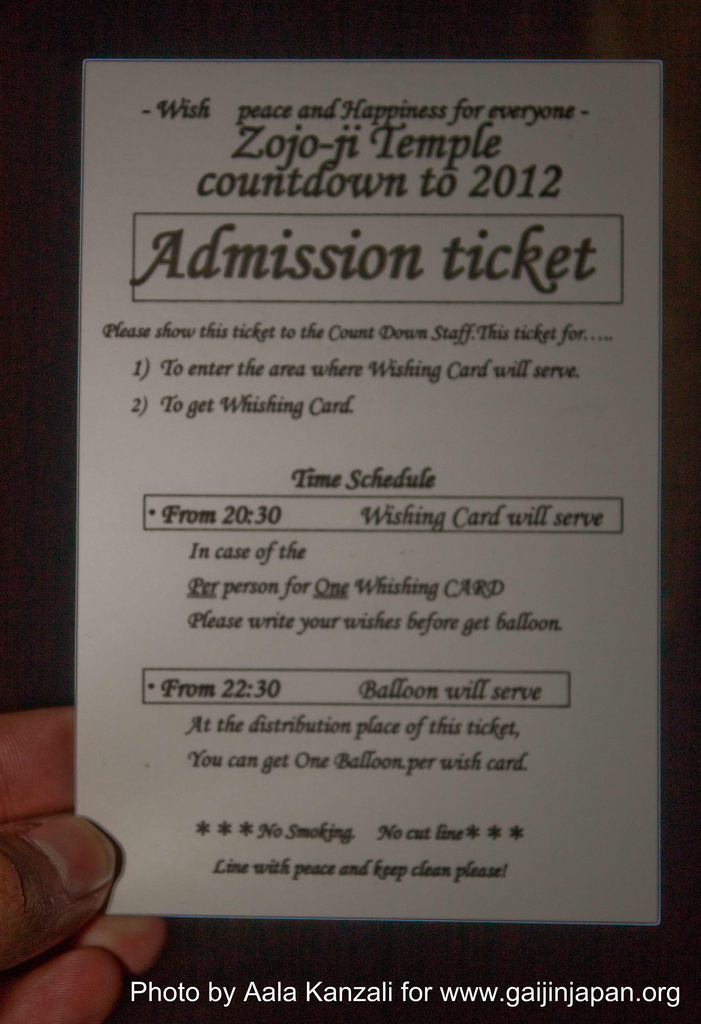 - Wish peace and Happiness for everyone -
Zojo-ji Temple
countdown to 2012
Admission ticket
Please show this ticket to the Count Down Staff.This ticket for.....
1) To enter the area where Wishing Card will serve.
2) To get Whishing Card.
Time Schedule
· From 20:30 Wishing Card will serve
In case of the
Per person for One Whishing CARD
Please write your wishes before get balloon.
· From 22:30 Balloon will serve
At the distribution place of this ticket,
You can get One Balloon.per wish card.
***No Smoking. No cut line***
Line with peace and keep clean please!
Photo by Aala Kanzali for www.gaijinjapan.org